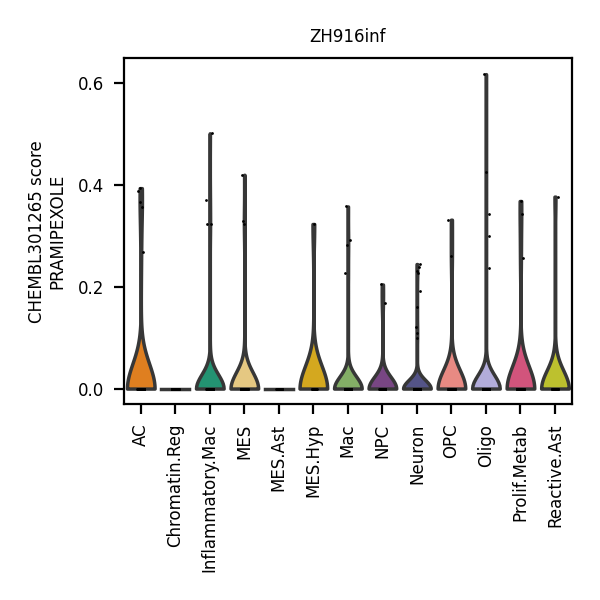 ZH916inf
CHEMBL301265 score
PRAMIPEXOLE
0.6
0.4
0.2
0.0
AC
Chromatin.Reg
Inflammatory.Mac
MES
MES.Ast
MES.Hyp
Mac
NPC
Neuron
OPC
Oligo
Prolif.Metab
Reactive.Ast